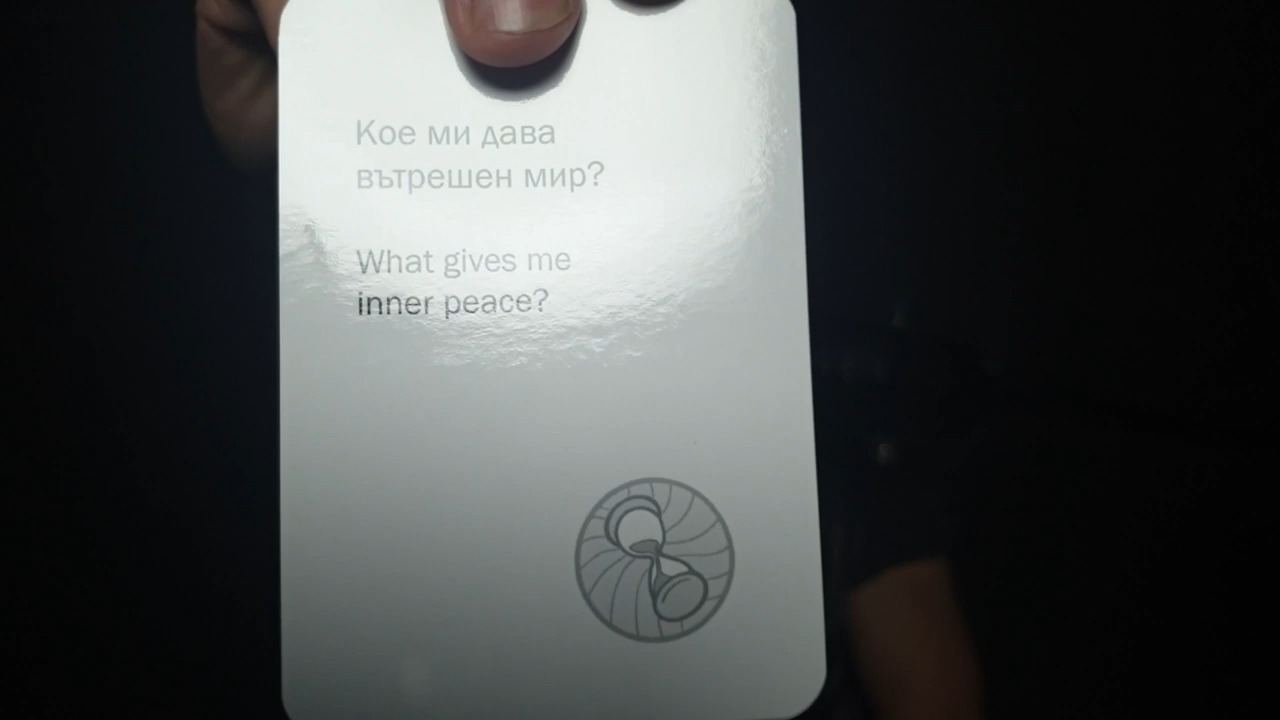 Кое ми дава
вътрешен мир?
What gives me
inner peace?